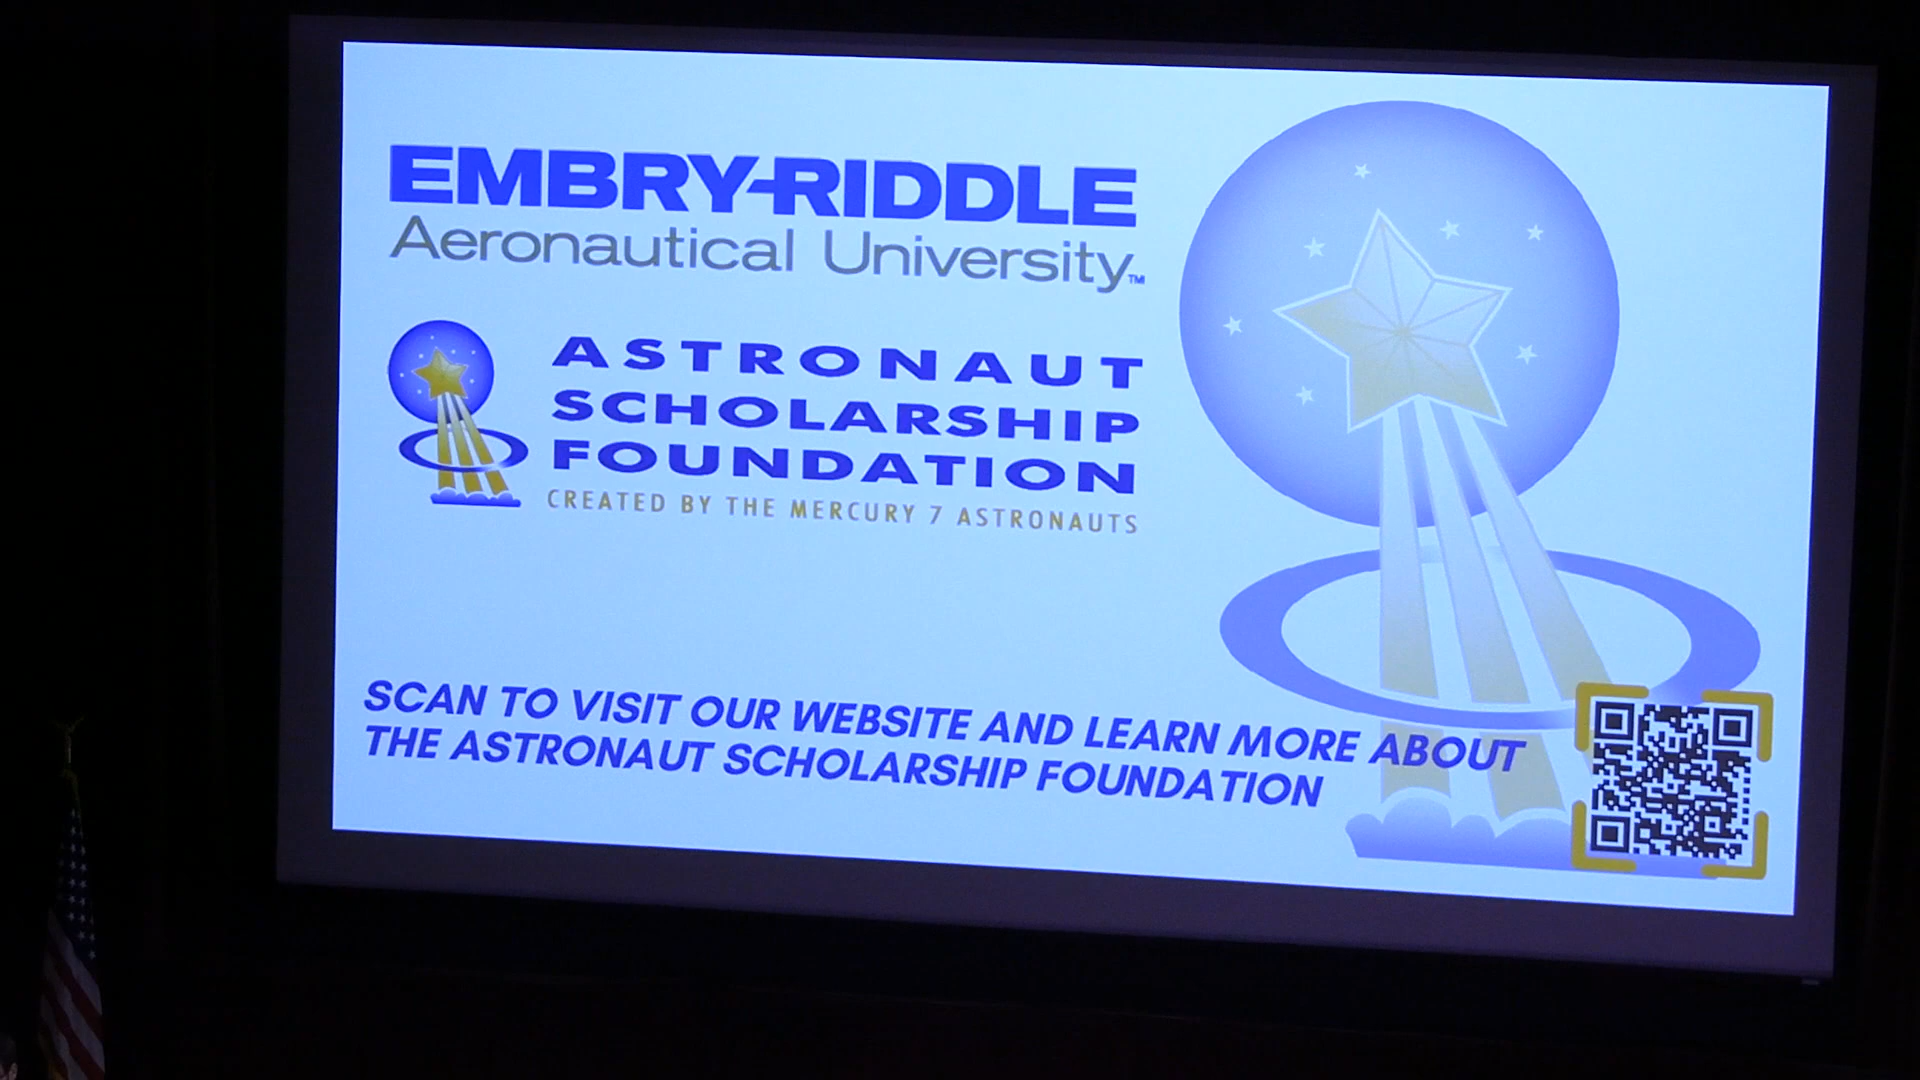 EMBRY-RIDDLE
Aeronautical University™
ASTRONAUT
SCHOLARSHIP
FOUNDATION
CREATED BY THE MERCURY 7 ASTRONAUTS
SCAN TO VISIT OUR WEBSITE AND LEARN MORE ABOUT
THE ASTRONAUT SCHOLARSHIP FOUNDATION